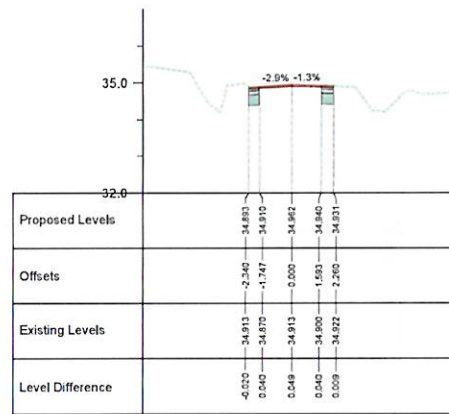 -2.9% -1.3%
35.0
32.0
Proposed Levels 34.893 34.910 34.962 34.940 34.931
Offsets -2.340 -1.747 0.000 1.593 2.260
Existing Levels 34.913 34.870 34.913 34.900 34.922
Level Difference -0.020 0.040 0.049 0.040 0.009